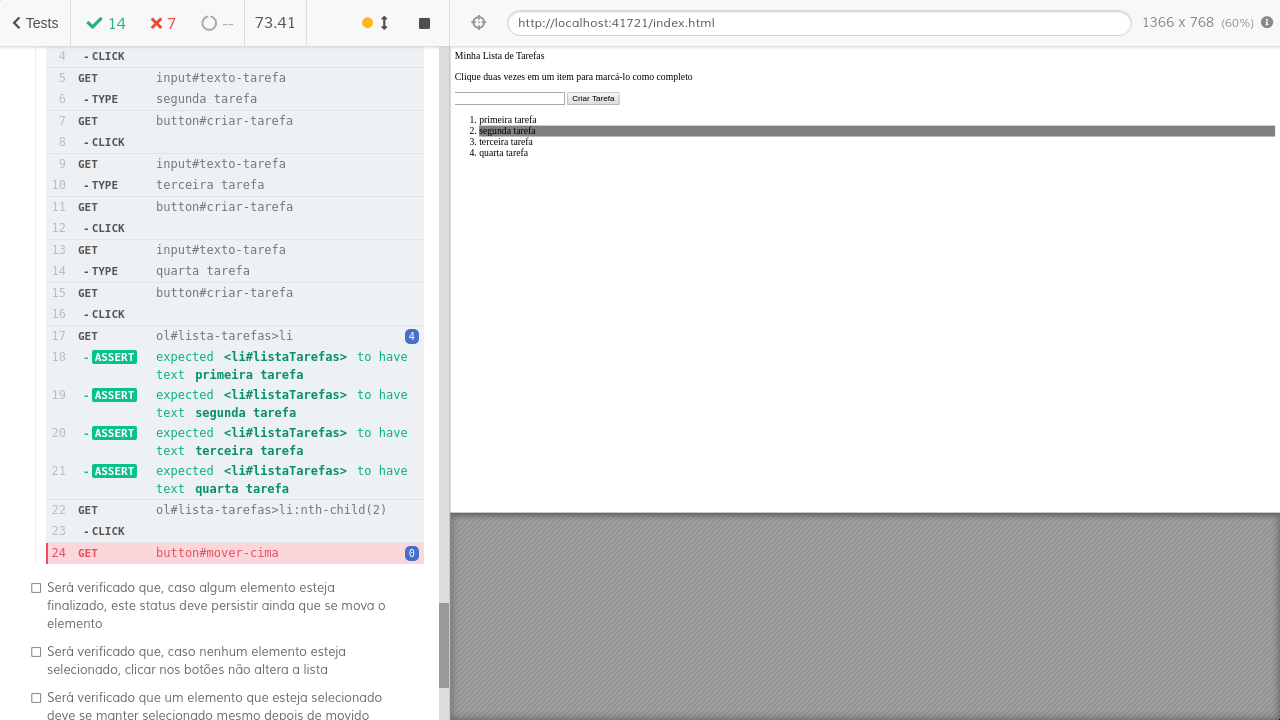 Tests 14 7 -- 73.41
http://localhost:41721/index.html 1366 x 768 (60%)
4 - CLICK
5 GET input#texto-tarefa
6 - TYPE segunda tarefa
7 GET button#criar-tarefa
8 - CLICK
9 GET input#texto-tarefa
10 - TYPE terceira tarefa
11 GET button#criar-tarefa
12 - CLICK
13 GET input#texto-tarefa
14 - TYPE quarta tarefa
15 GET button#criar-tarefa
16 - CLICK
17 GET ol#lista-tarefas>li 4
18 - ASSERT expected <li#listaTarefas> to have
text primeira tarefa
19 - ASSERT expected <li#listaTarefas> to have
text segunda tarefa
20 - ASSERT expected <li#listaTarefas> to have
text terceira tarefa
21 - ASSERT expected <li#listaTarefas> to have
text quarta tarefa
22 GET ol#lista-tarefas>li:nth-child(2)
23 - CLICK
24 GET button#mover-cima 0
Será verificado que, caso algum elemento esteja
finalizado, este status deve persistir ainda que se mova o
elemento
Será verificado que, caso nenhum elemento esteja
selecionado, clicar nos botões não altera a lista
Será verificado que um elemento que esteja selecionado
deve se manter selecionado mesmo depois de movido
Minha Lista de Tarefas
Clique duas vezes em um item para marcá-lo como completo
Criar Tarefa
1. primeira tarefa
2. segunda tarefa
3. terceira tarefa
4. quarta tarefa